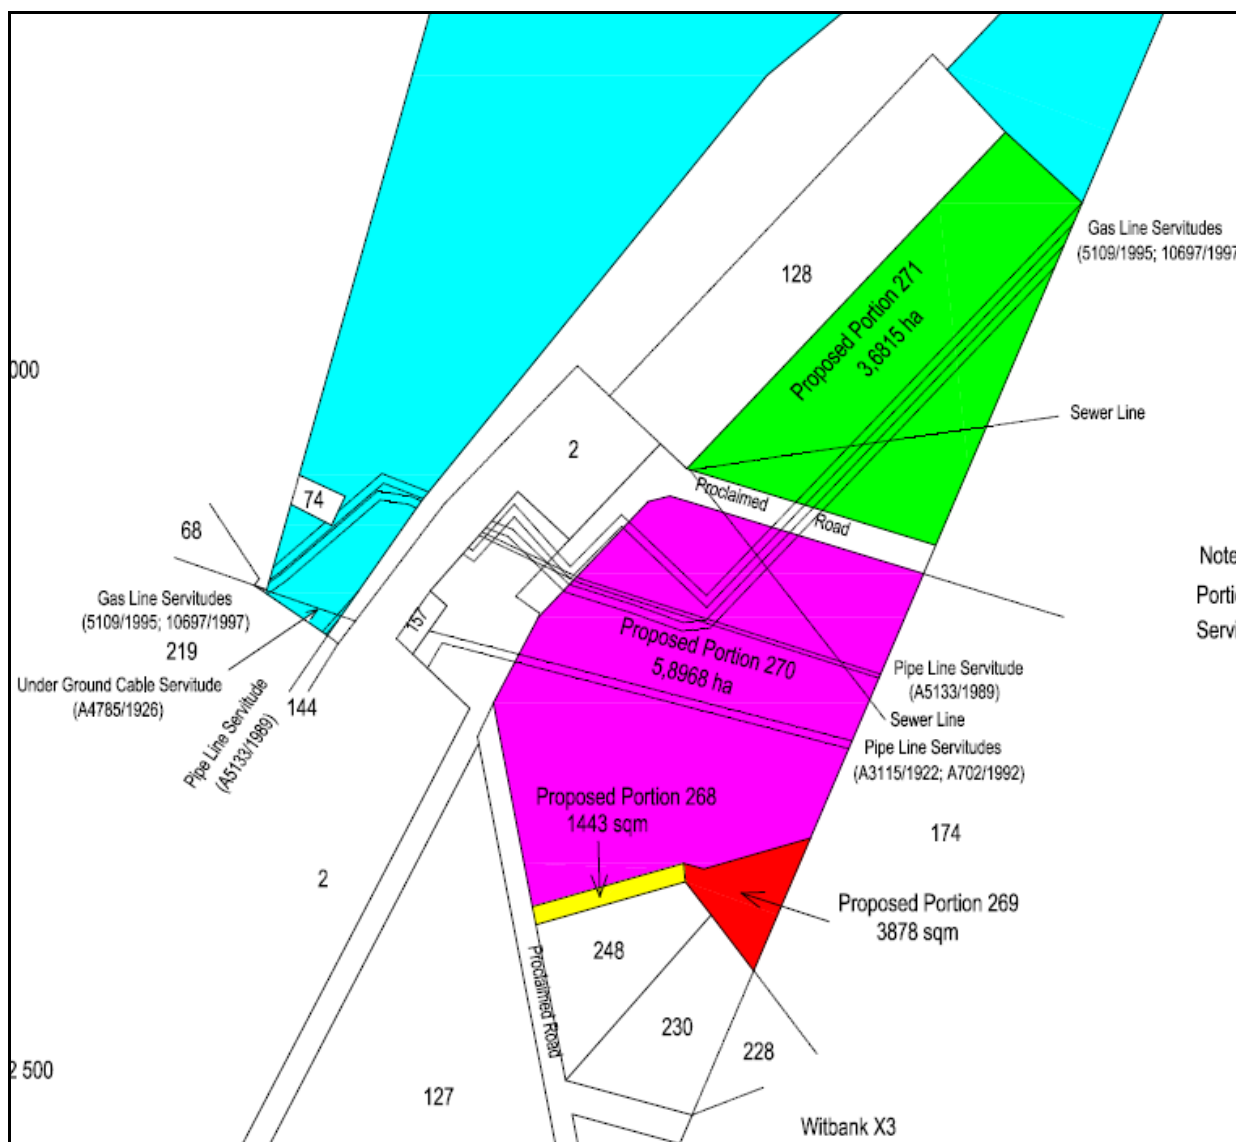 Gas Line Servitudes
(5109/1995; 10697/1997
128
Proposed Portion 271
3,6815 ha
000
Sewer Line
2
74
Proclaimed Road
68
Note
Gas Line Servitudes
(5109/1995; 10697/1997)
Portio
Servi
157
219
Proposed Portion 270
5,8968 ha
Pipe Line Servitude
(A5133/1989)
Under Ground Cable Servitude
(A4785/1926)
144
Pipe Line Servitude
(A5133/1989)
Sewer Line
Pipe Line Servitudes
(A3115/1922; A702/1992)
Proposed Portion 268
1443 sqm
174
2
Proposed Portion 269
3878 sqm
248
Proclaimed Road
230
228
2 500
127
Witbank X3